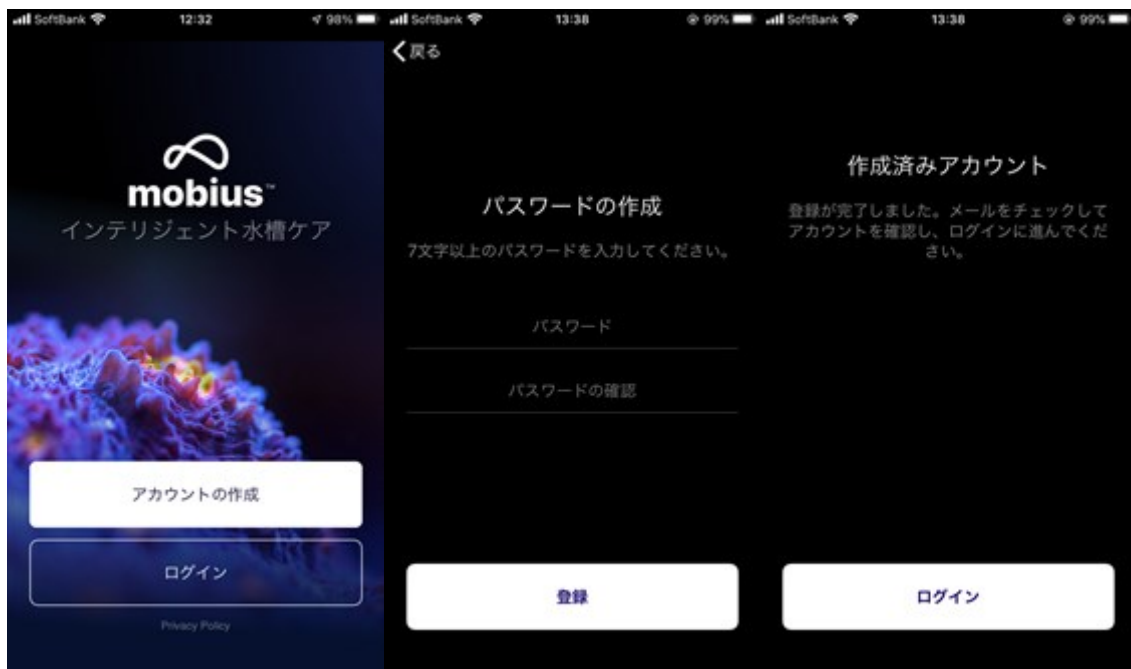 SoftBank 12:32 98%
mobius™
インテリジェント水槽ケア
アカウントの作成
ログイン
Privacy Policy
SoftBank 13:38 99%
戻る
パスワードの作成
7文字以上のパスワードを入力してください。
パスワード
パスワードの確認
登録
SoftBank 13:38 99%
作成済みアカウント
登録が完了しました。メールをチェックして
アカウントを確認し、ログインに進んでくだ
さい。
ログイン